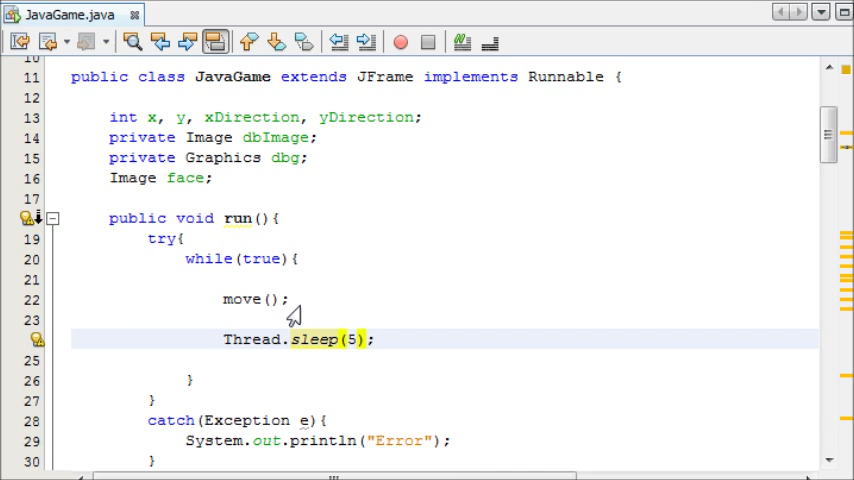 JavaGame.java
10
11 public class JavaGame extends JFrame implements Runnable {
12
13 int x, y, xDirection, yDirection;
14 private Image dbImage;
15 private Graphics dbg;
16 Image face;
17
public void run(){
19 try{
20 while(true){
21
22 move();
23
Thread.sleep(5);
25
26 }
27 }
28 catch(Exception e){
29 System.out.println("Error");
30 }